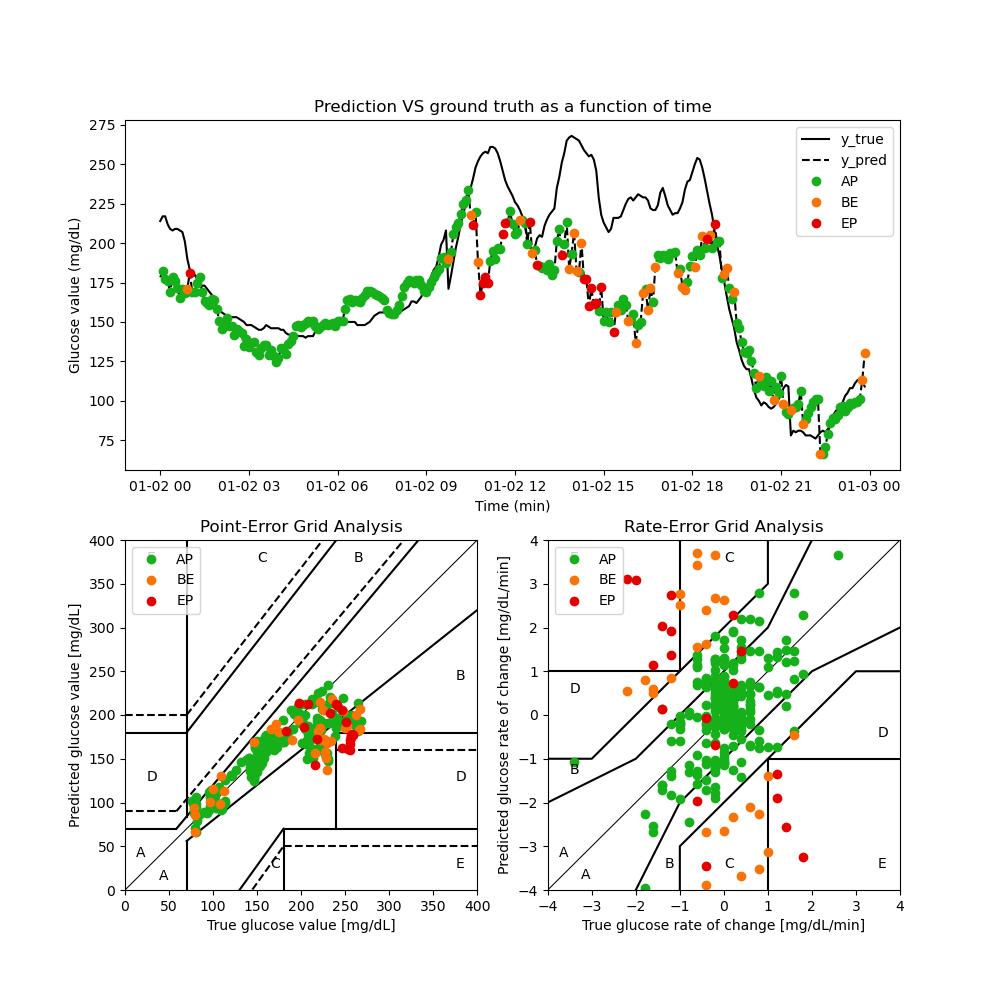 Prediction VS ground truth as a function of time
Glucose value (mg/dL)
275
250
225
200
175
150
125
100
75
y_true
y_pred
AP
BE
EP
01-02 00 01-02 03 01-02 06 01-02 09 01-02 12 01-02 15 01-02 18 01-02 21 01-03 00
Time (min)
Point-Error Grid Analysis
Predicted glucose value [mg/dL]
400
350
300
250
200
150
100
50
0
AP
BE
EP
C
B
B
D
D
A
A
C
E
0 50 100 150 200 250 300 350 400
True glucose value [mg/dL]
Rate-Error Grid Analysis
Predicted glucose rate of change [mg/dL/min]
4
3
2
1
0
−1
−2
−3
−4
AP
BE
EP
C
D
D
B
A
A
B
C
E
−4 −3 −2 −1 0 1 2 3 4
True glucose rate of change [mg/dL/min]